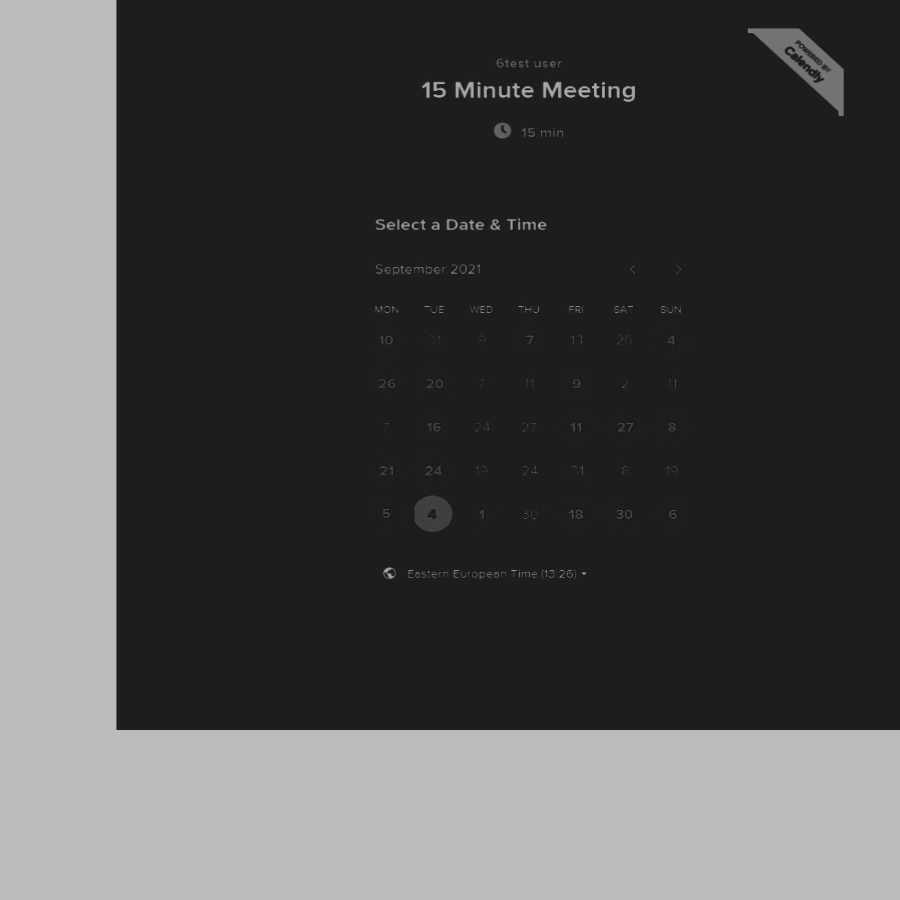 POWERED BY
Calendly
6test user
15 Minute Meeting
15 min
Select a Date & Time
September 2021
MON TUE WED THU FRI SAT SUN
10 31 9 7 13 26 4
26 20 7 11 9 2 11
7 16 24 27 11 27 8
21 24 19 24 31 8 19
5 4 1 30 18 30 6
Eastern European Time (13:26)